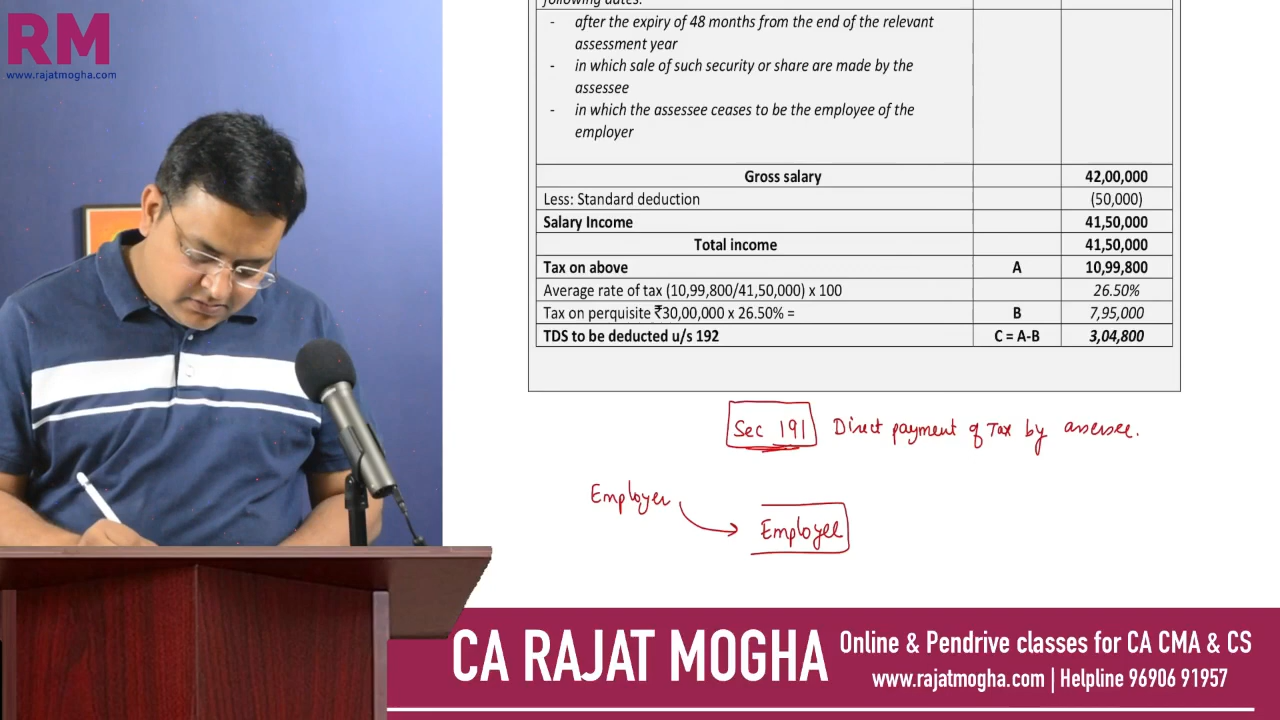 RM
www.rajatmogha.com
following dates:
- after the expiry of 48 months from the end of the relevant
assessment year
- in which sale of such security or share are made by the
assessee
- in which the assessee ceases to be the employee of the
employer
Gross salary 42,00,000
Less: Standard deduction (50,000)
Salary Income 41,50,000
Total income 41,50,000
Tax on above A 10,99,800
Average rate of tax (10,99,800/41,50,000) x 100 26.50%
Tax on perquisite ₹30,00,000 x 26.50% = B 7,95,000
TDS to be deducted u/s 192 C = A-B 3,04,800
Sec 191 Direct payment of Tax by assessee.
Employer
Employee
CA RAJAT MOGHA
Online & Pendrive classes for CA CMA & CS
www.rajatmogha.com | Helpline 96906 91957